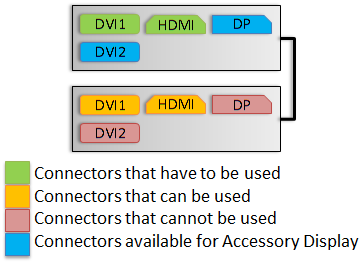 DVI1 HDMI DP
DVI2
DVI1 HDMI DP
DVI2
Connectors that have to be used
Connectors that can be used
Connectors that cannot be used
Connectors available for Accessory Display